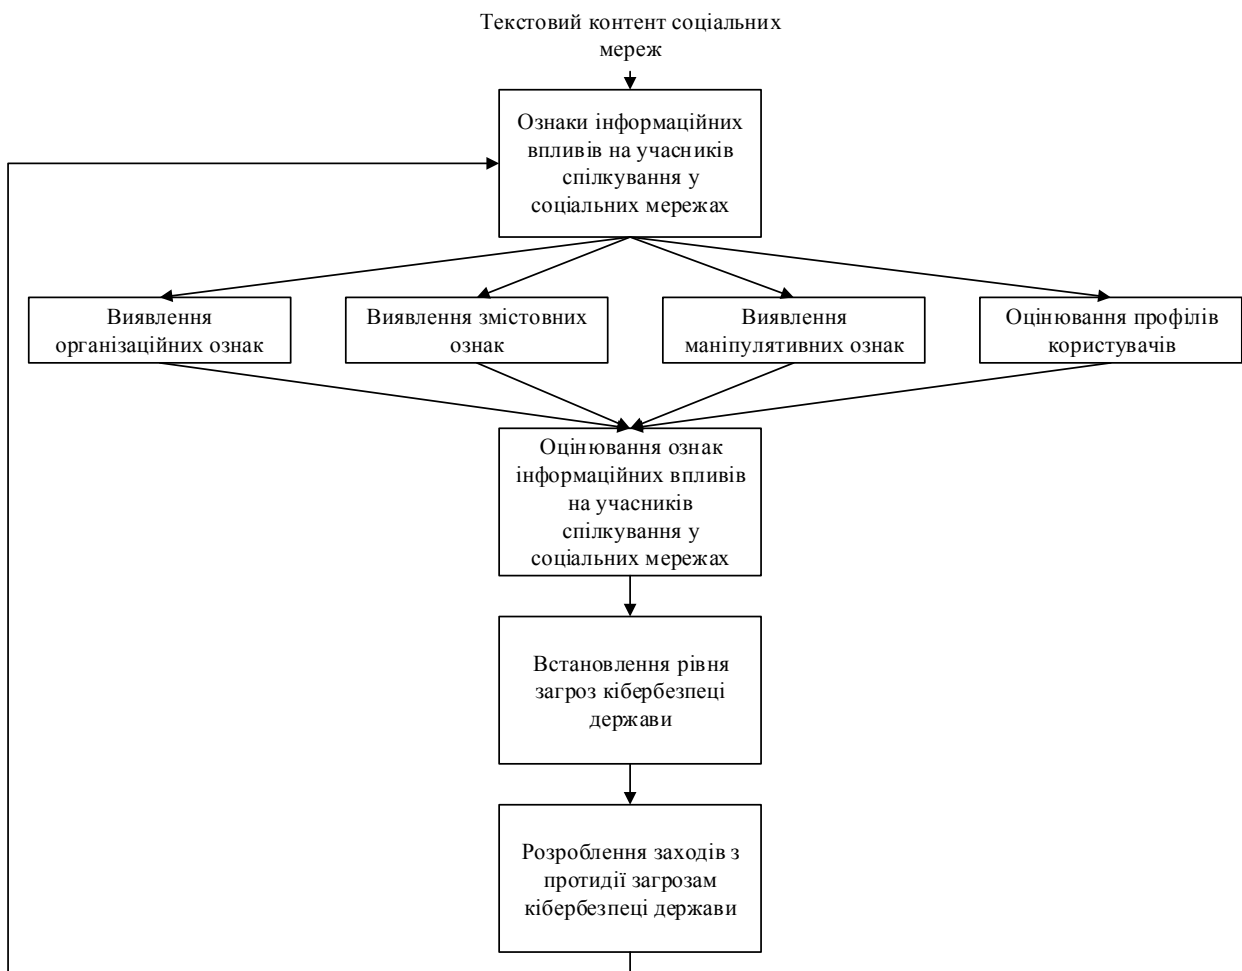 Текстовий контент соціальних
мереж
Ознаки інформаційних
впливів на учасників
спілкування у
соціальних мережах
Виявлення
організаційних ознак
Виявлення змістовних
ознак
Виявлення
маніпулятивних ознак
Оцінювання профілів
користувачів
Оцінювання ознак
інформаційних впливів
на учасників
спілкування у
соціальних мережах
Встановлення рівня
загроз кібербезпеці
держави
Розроблення заходів з
протидії загрозам
кібербезпеці держави